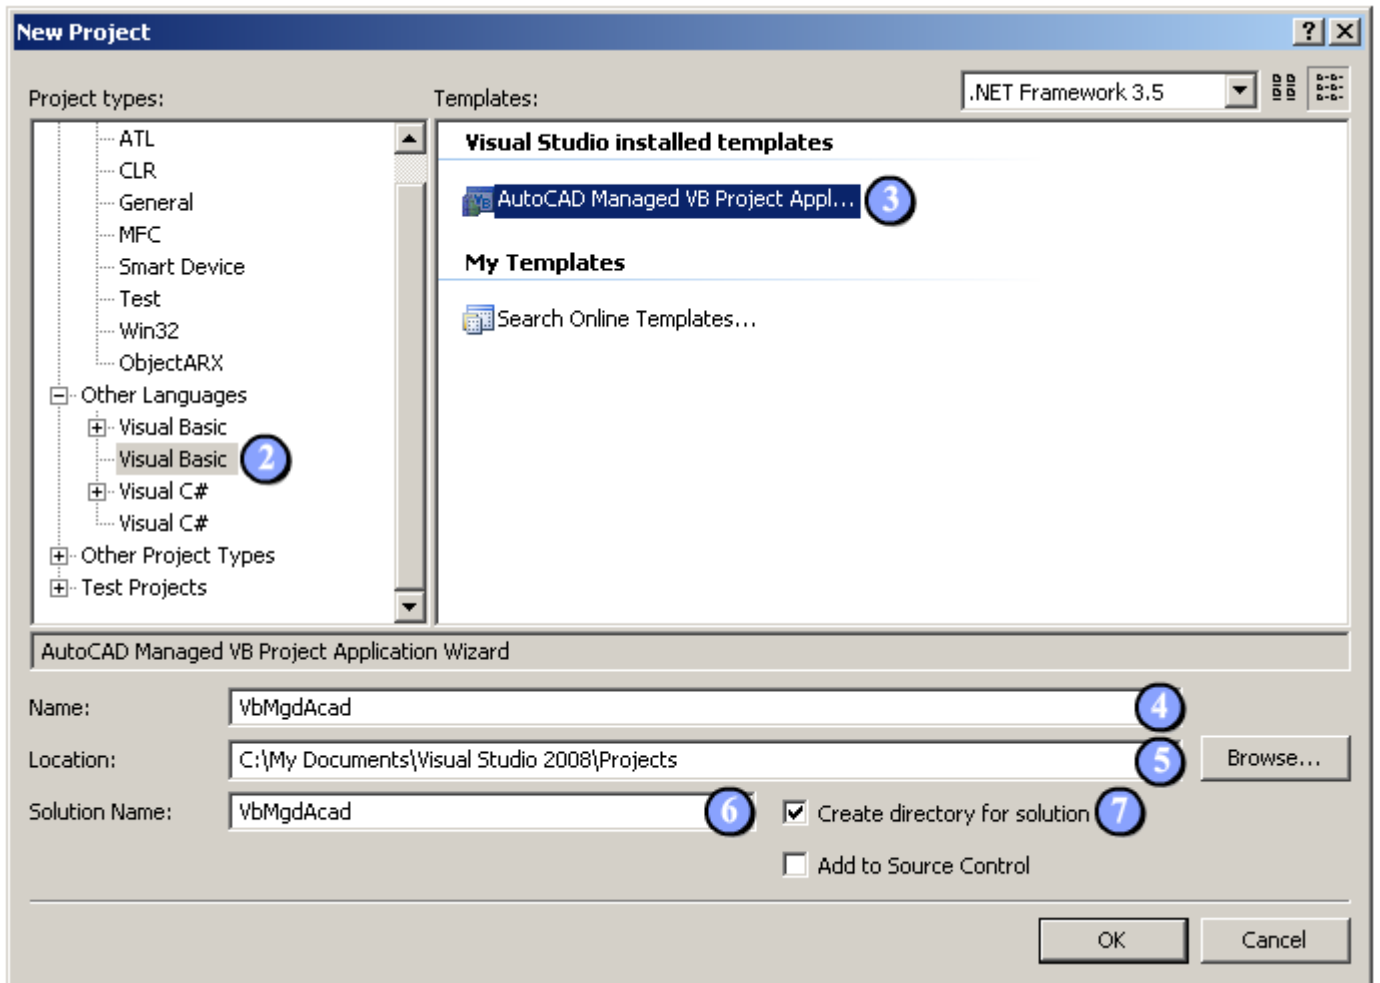 New Project
Project types:
Templates:
.NET Framework 3.5
ATL
CLR
General
MFC
Smart Device
Test
Win32
ObjectARX
Other Languages
Visual Basic
Visual Basic 2
Visual C#
Visual C#
Other Project Types
Test Projects
Visual Studio installed templates
AutoCAD Managed VB Project Appl... 3
My Templates
Search Online Templates...
AutoCAD Managed VB Project Application Wizard
Name: VbMgdAcad 4
Location: C:\My Documents\Visual Studio 2008\Projects 5 Browse...
Solution Name: VbMgdAcad 6 Create directory for solution 7
Add to Source Control
OK Cancel